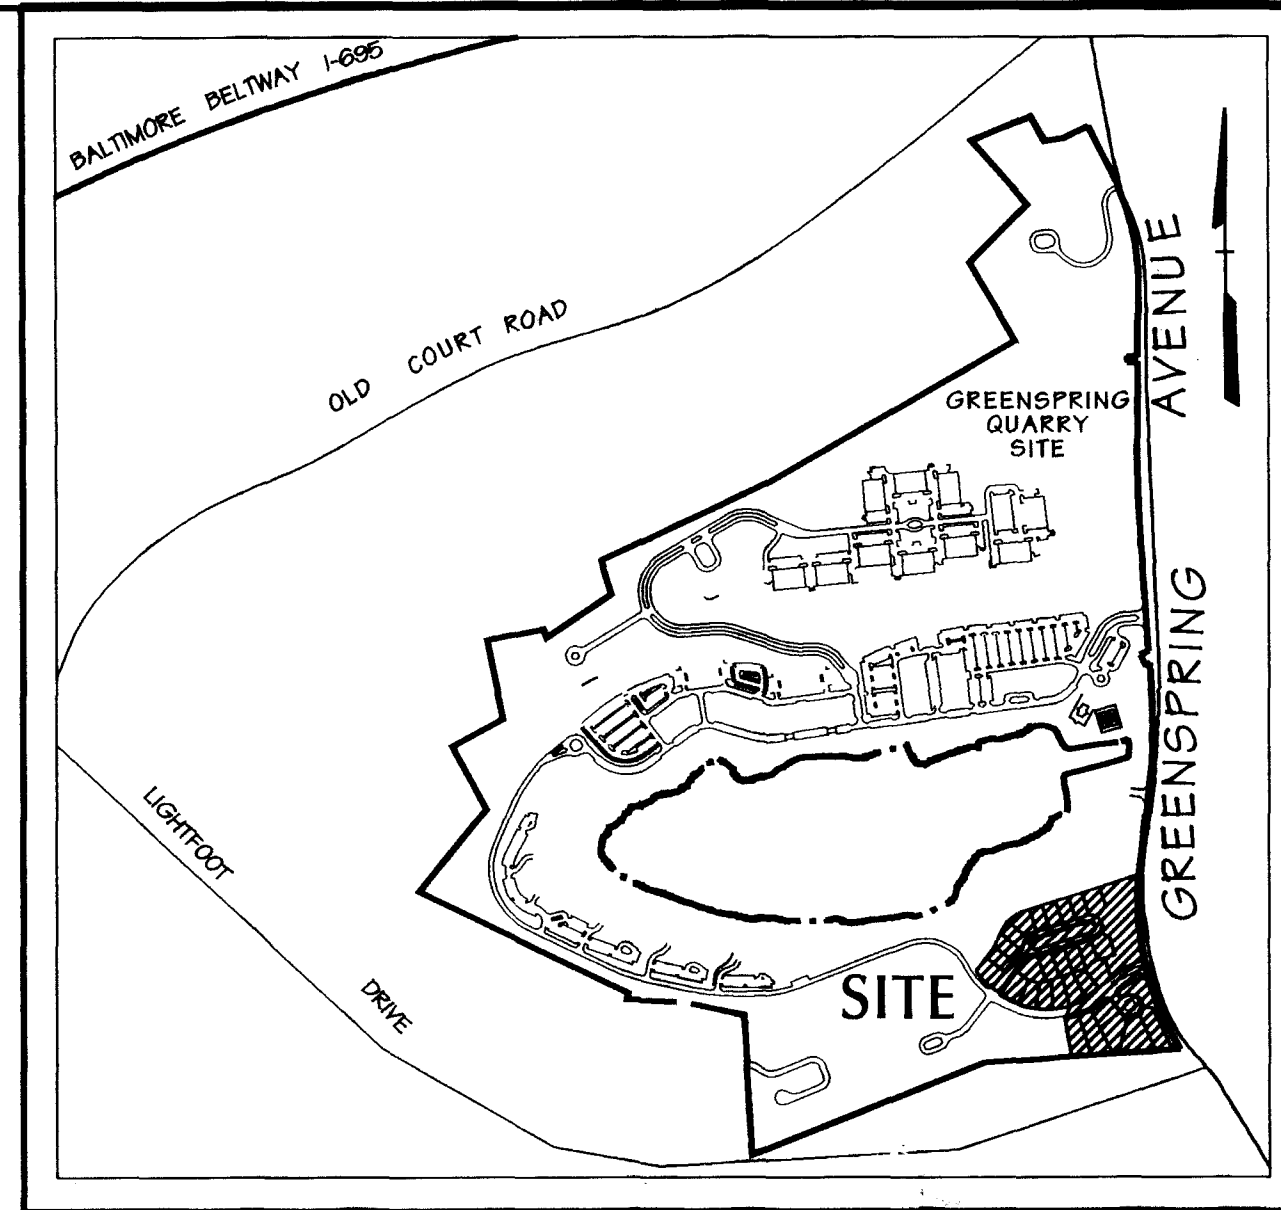 BALTIMORE BELTWAY I-695
OLD COURT ROAD
GREENSPRING
QUARRY
SITE
GREENSPRING AVENUE
LIGHTFOOT DRIVE
SITE